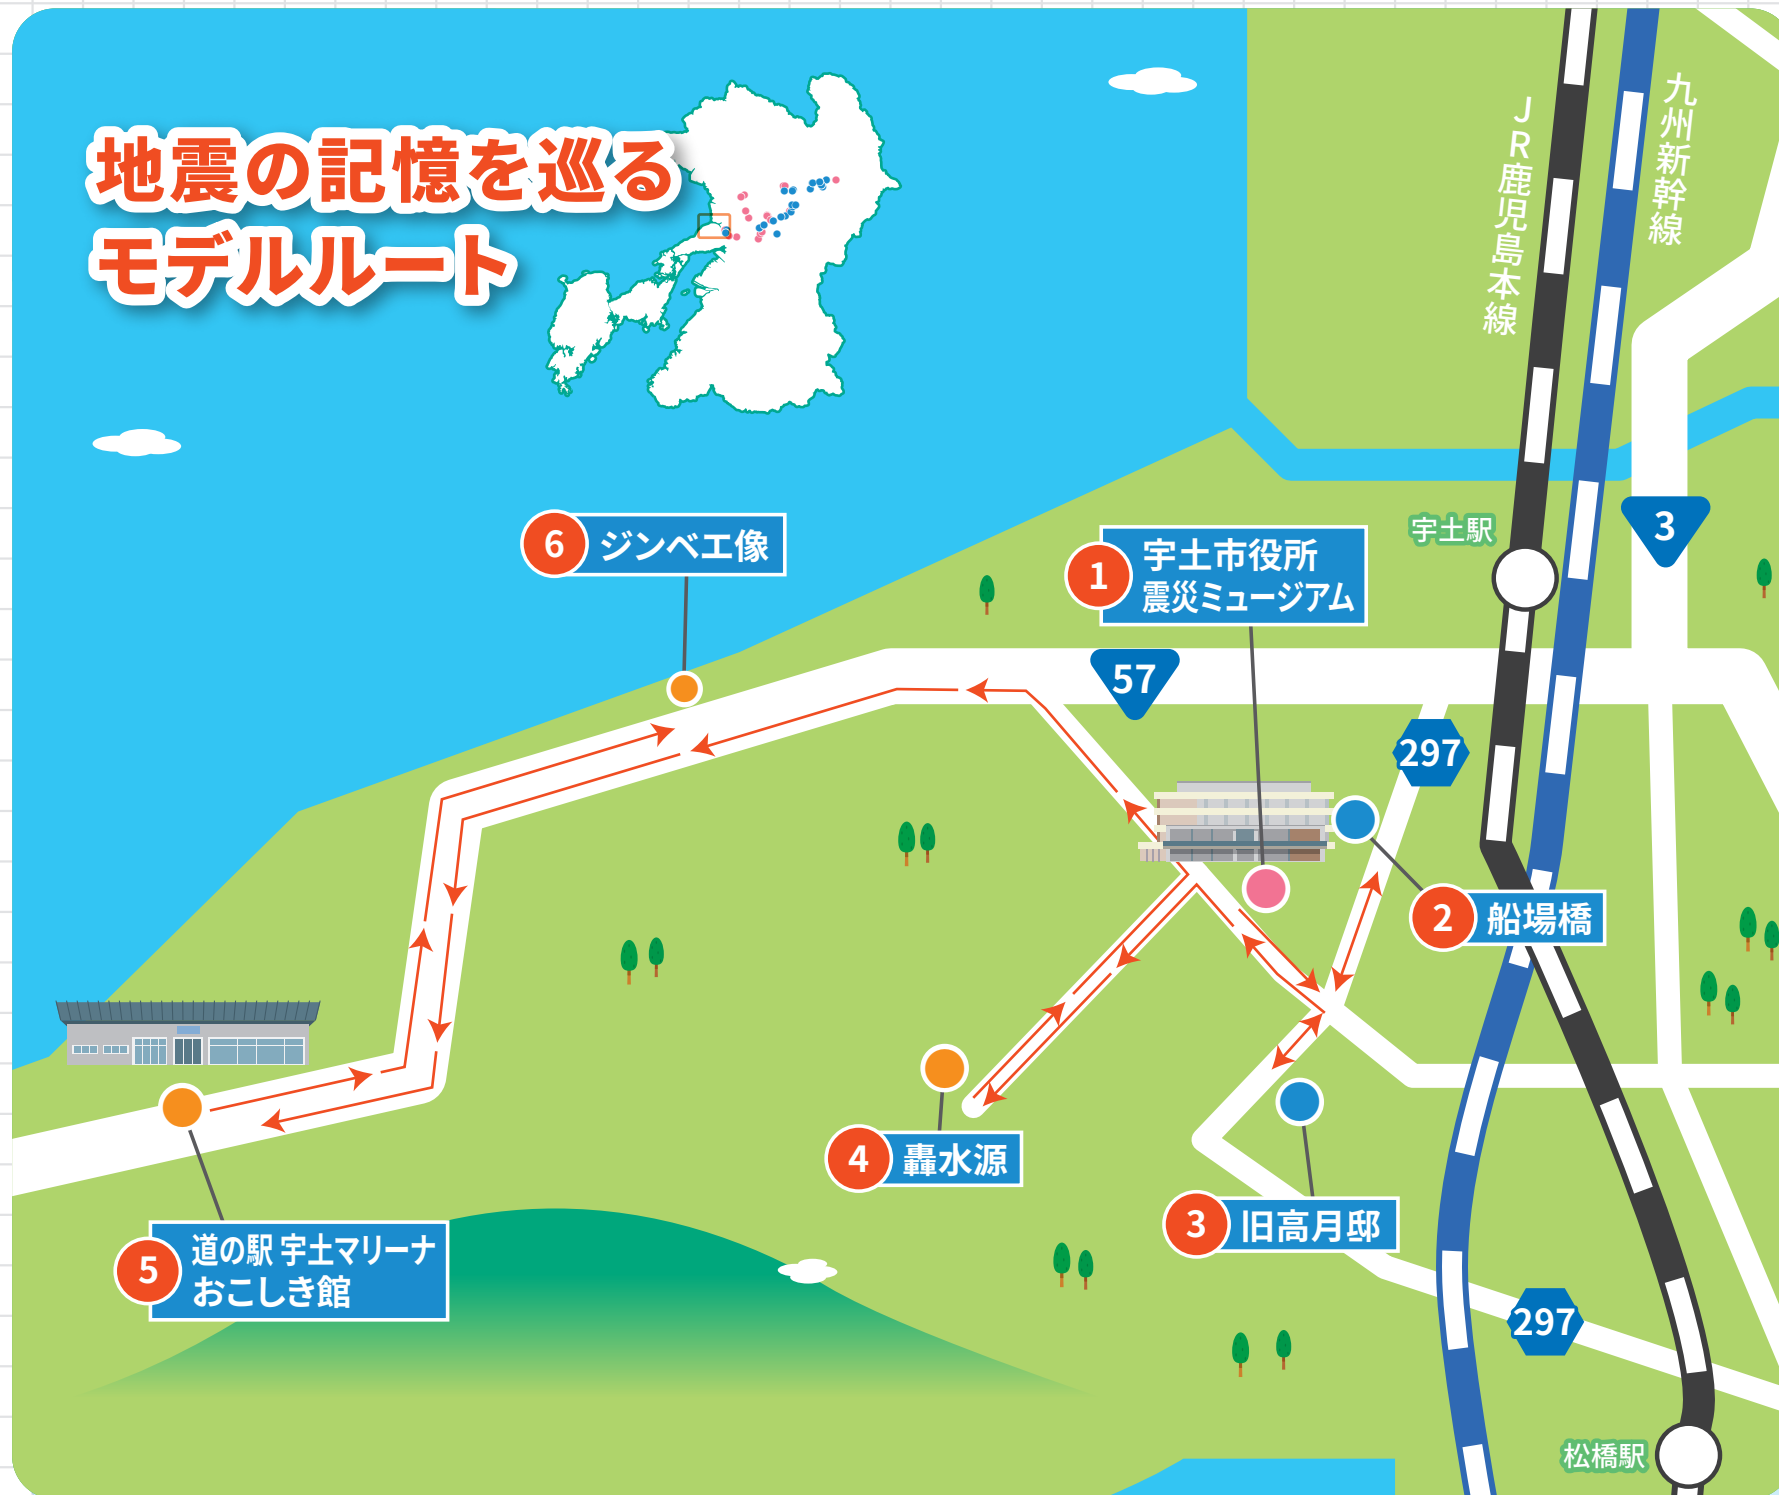 地震の記憶を巡る
モデルルート
九州新幹線
JR鹿児島本線
6 ジンベエ像
1 宇土市役所
震災ミュージアム
宇土駅
3
57
297
2 船場橋
4 轟水源
3 旧高月邸
5 道の駅 宇土マリーナ
おこしき館
297
松橋駅